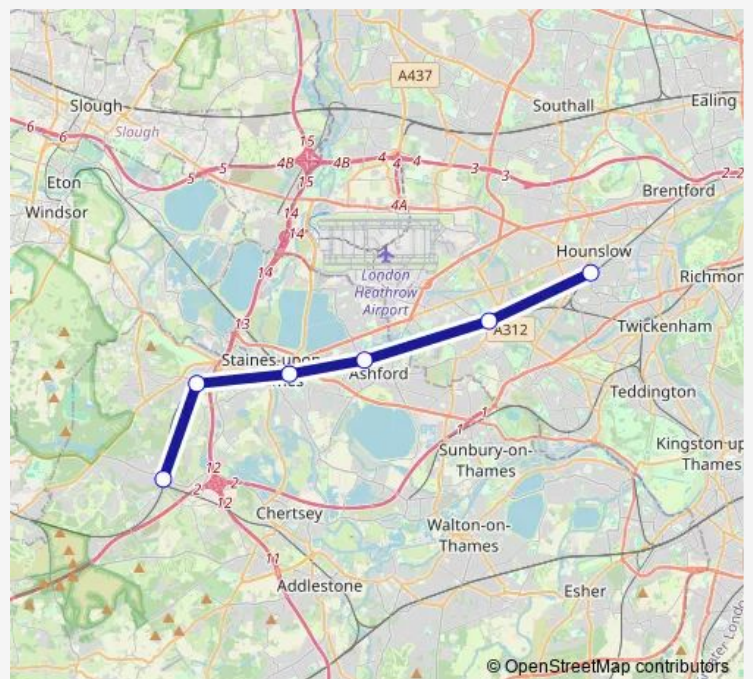 A437
Slough
Southall
Ealing
6
6
Slough
15
4B
4B
4
4
4
3
3
2
2
5
5
15
Eton
Brentford
4A
Windsor
14
14
Hounslow
14
London
Heathrow
Airport
Richmon
13
Twickenham
A312
Staines-upon
Ashford
Teddington
1
1
Kingston up
Thames
Sunbury-on-
Thames
12
2
2
12
Chertsey
Walton-on-
Thames
11
Addlestone
Esher
© OpenStreetMap contributors